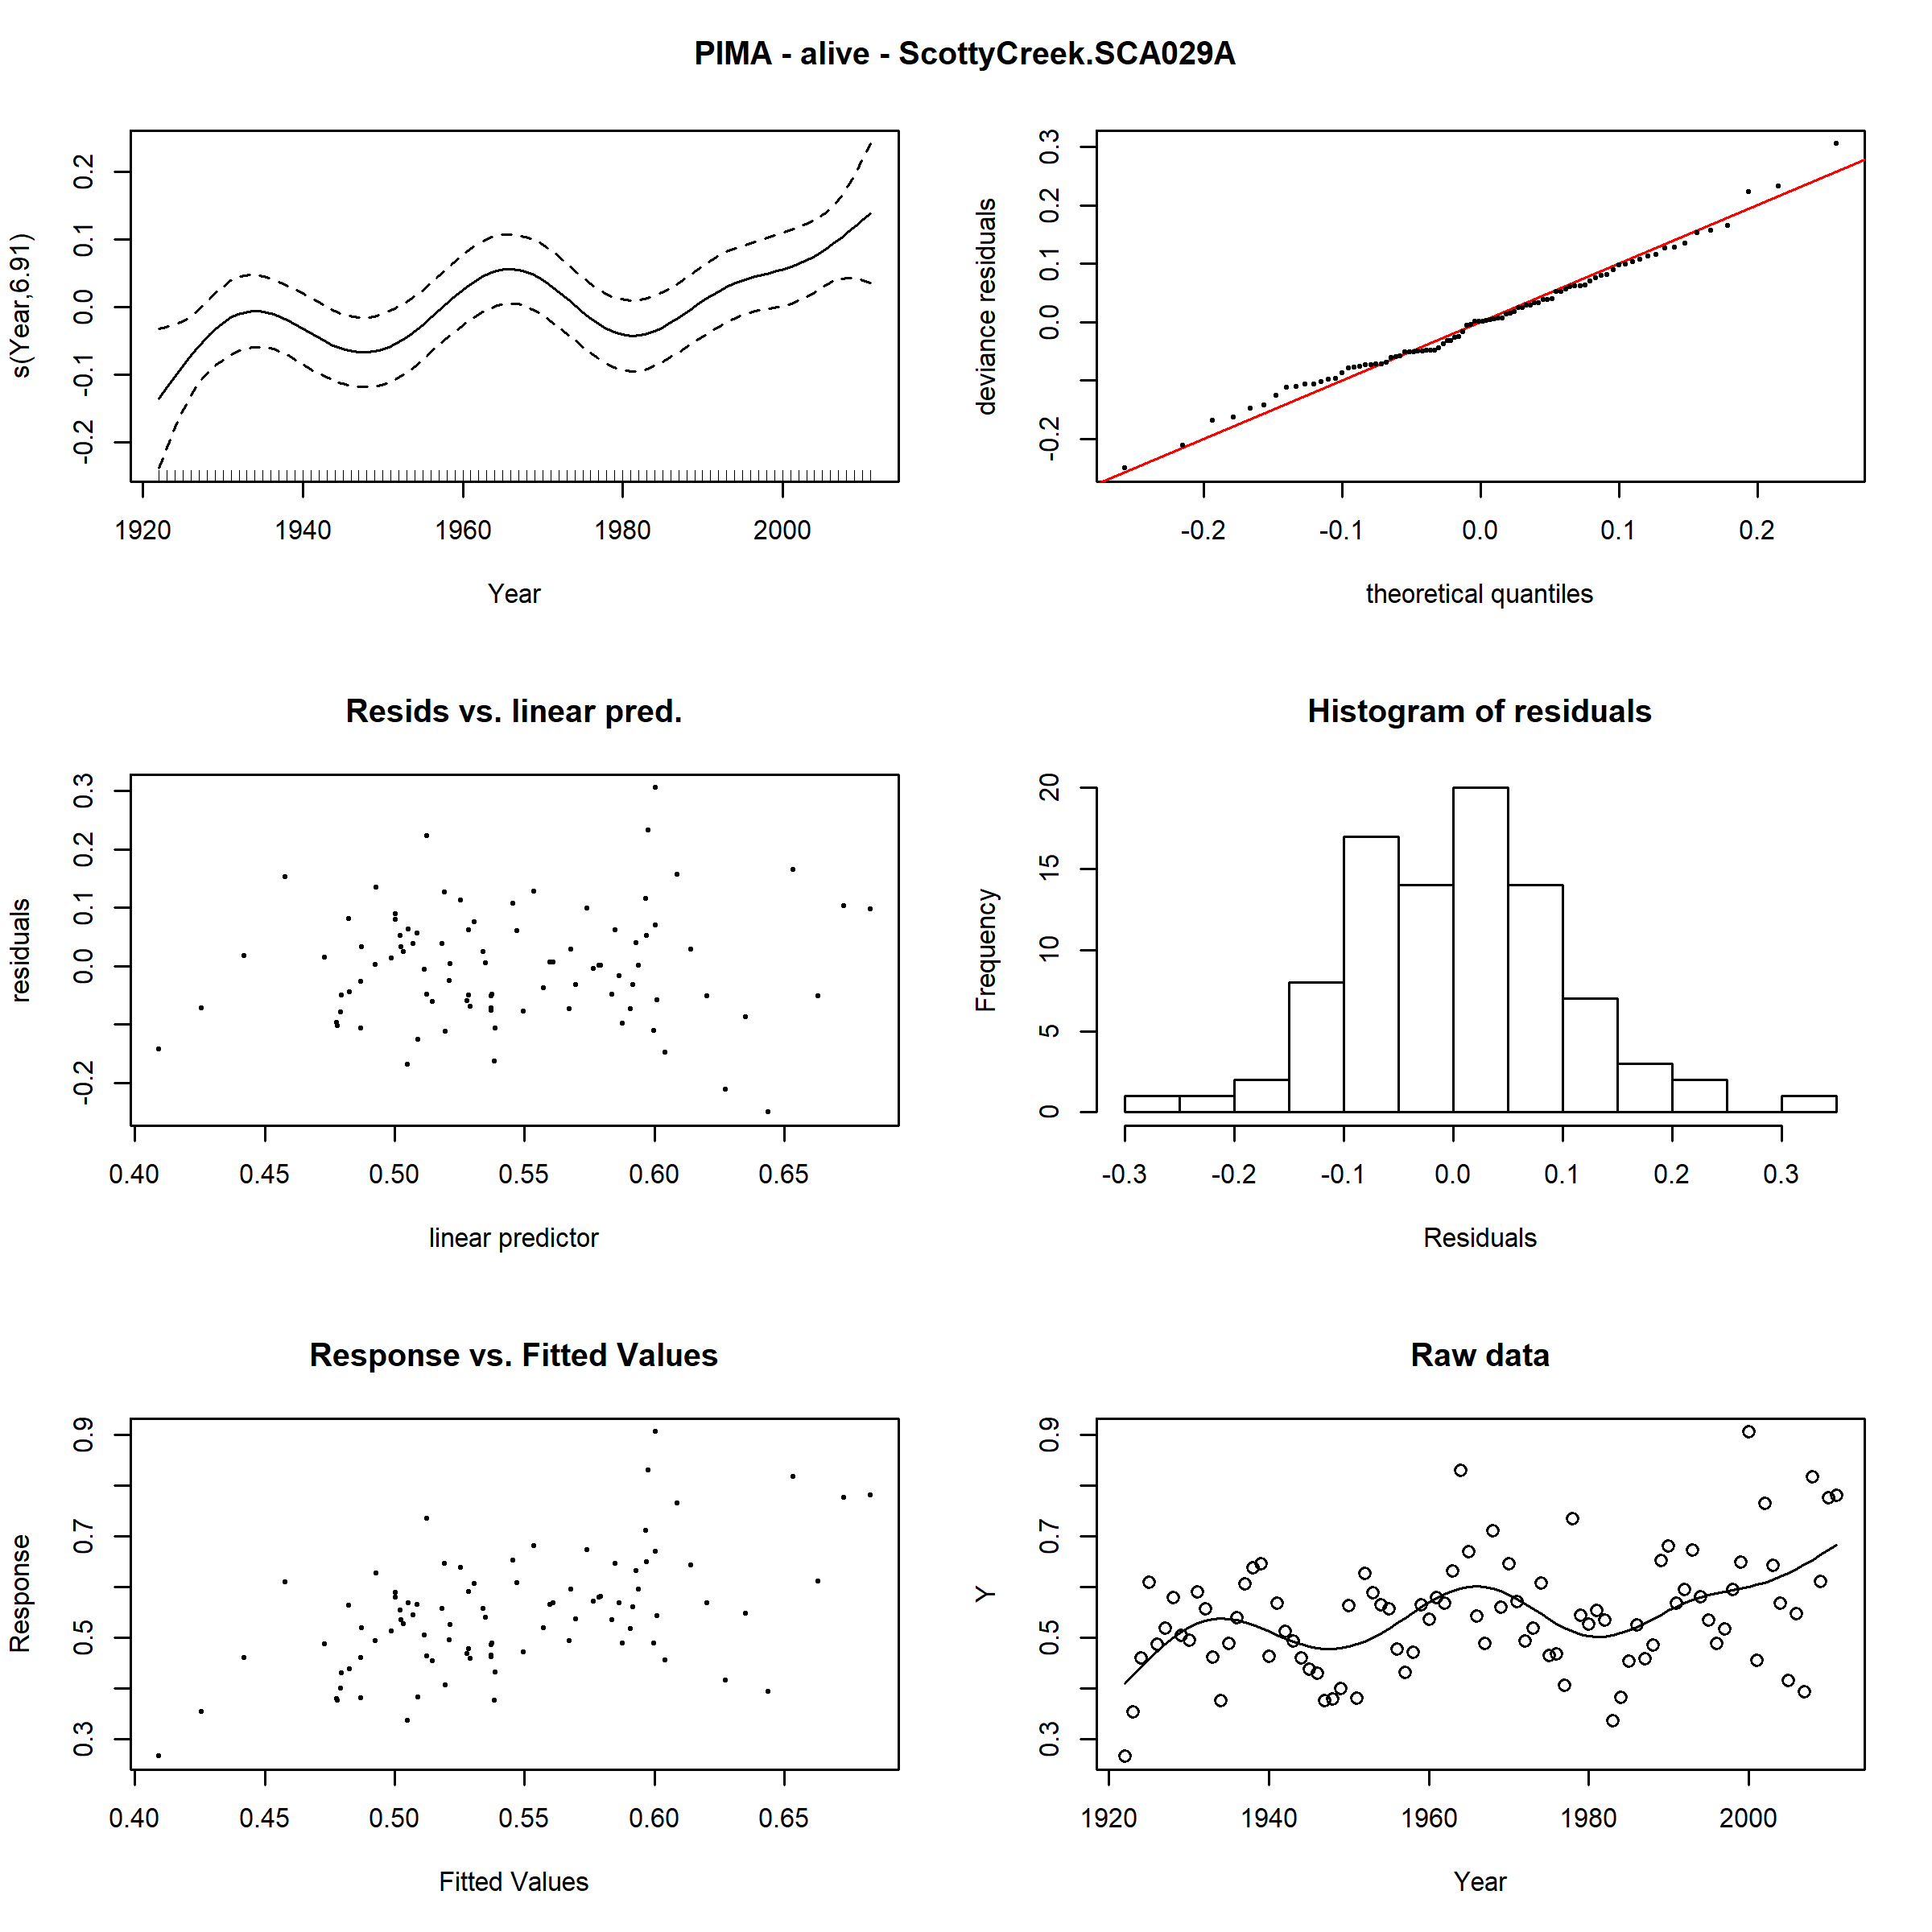 PIMA - alive - ScottyCreek.SCA029A
s(Year,6.91)
0.2
0.1
0.0
-0.1
-0.2
1920 1940 1960 1980 2000
Year
deviance residuals
0.3
0.2
0.1
0.0
-0.2
-0.2 -0.1 0.0 0.1 0.2
theoretical quantiles
Resids vs. linear pred.
residuals
0.3
0.2
0.1
0.0
-0.2
0.40 0.45 0.50 0.55 0.60 0.65
linear predictor
Histogram of residuals
Frequency
20
15
10
5
0
-0.3 -0.2 -0.1 0.0 0.1 0.2 0.3
Residuals
Response vs. Fitted Values
Response
0.9
0.7
0.5
0.3
0.40 0.45 0.50 0.55 0.60 0.65
Fitted Values
Raw data
Y
0.9
0.7
0.5
0.3
1920 1940 1960 1980 2000
Year